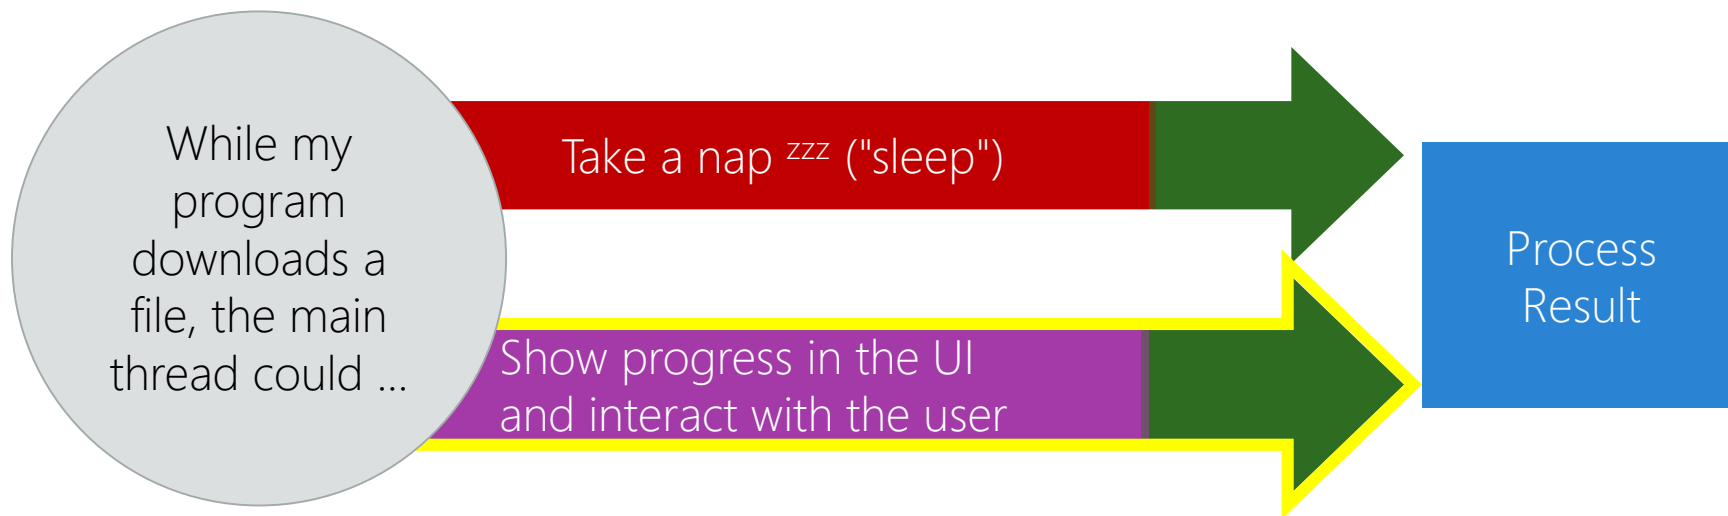 While my
program
downloads a
file, the main
thread could ...
Take a nap zzz ("sleep")
Show progress in the UI
and interact with the user
Process
Result